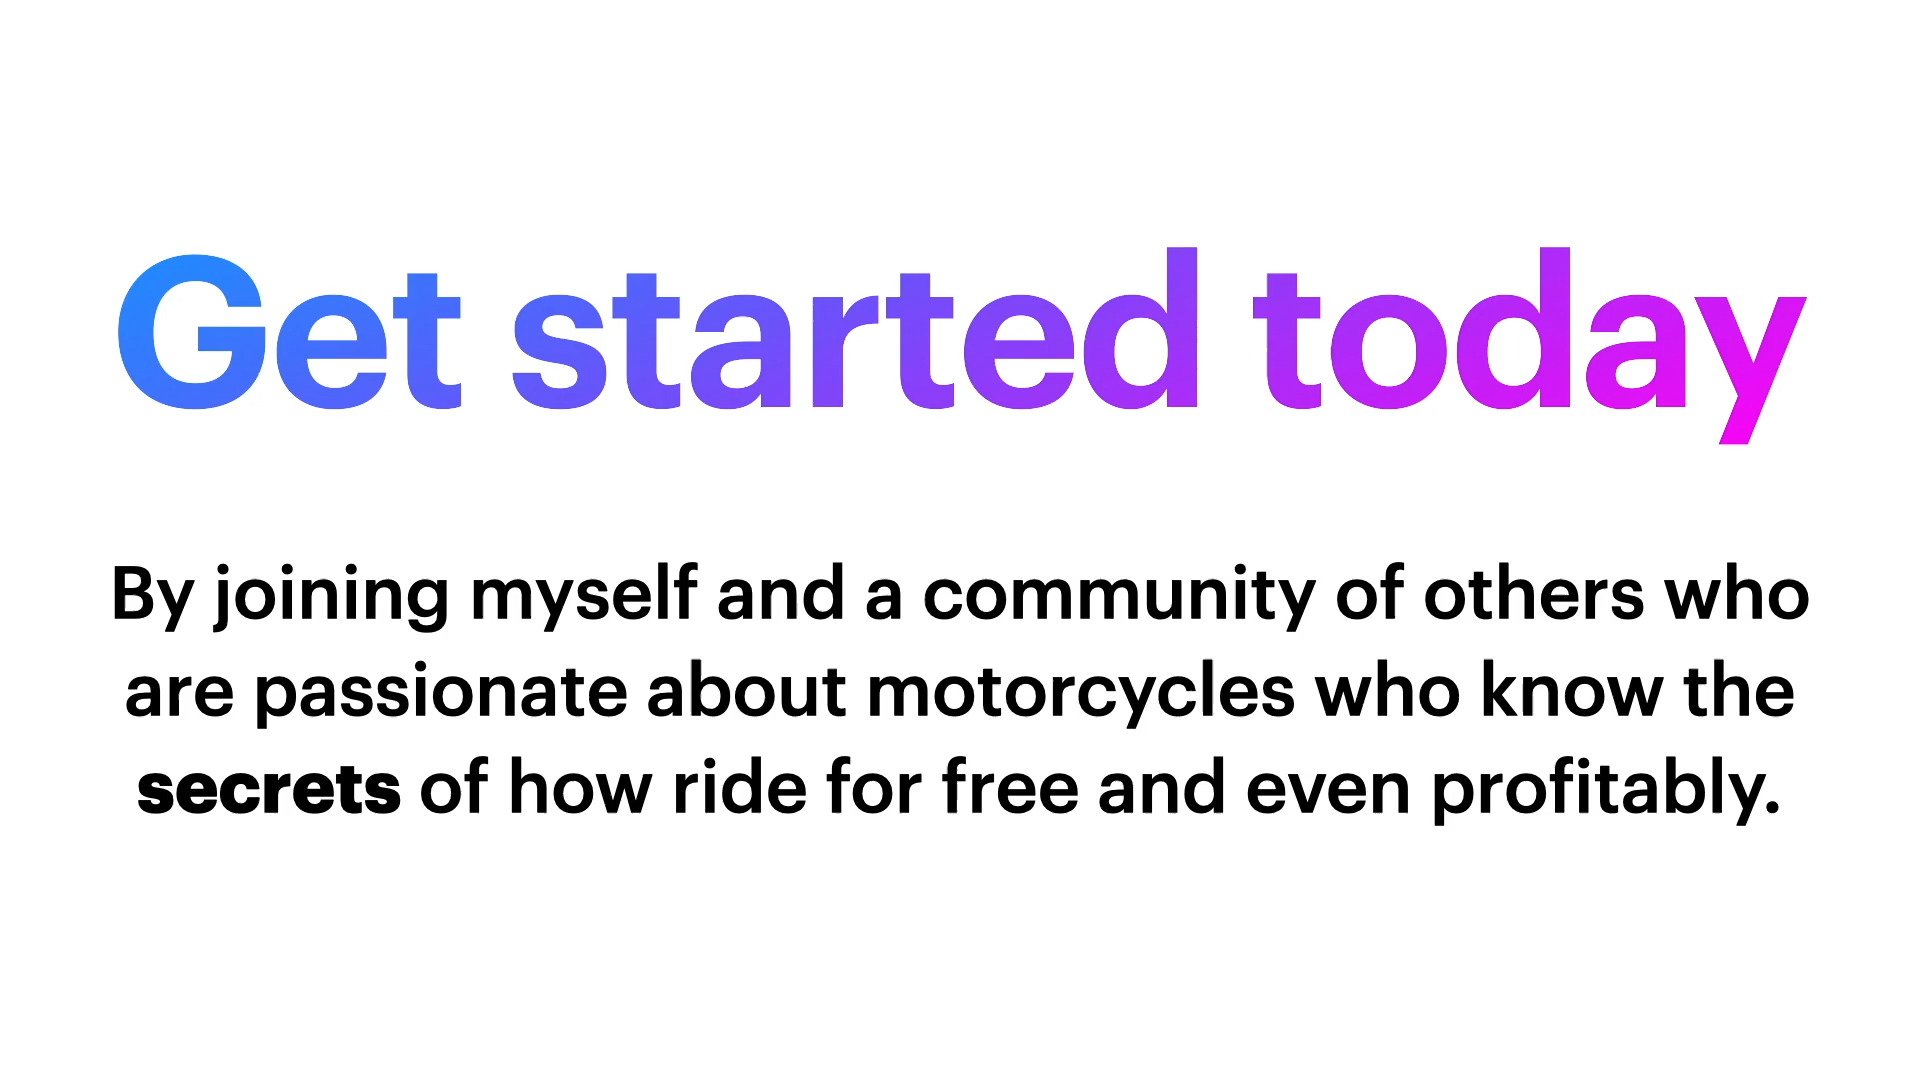 Get started today
By joining myself and a community of others who
are passionate about motorcycles who know the
secrets of how ride for free and even profitably.